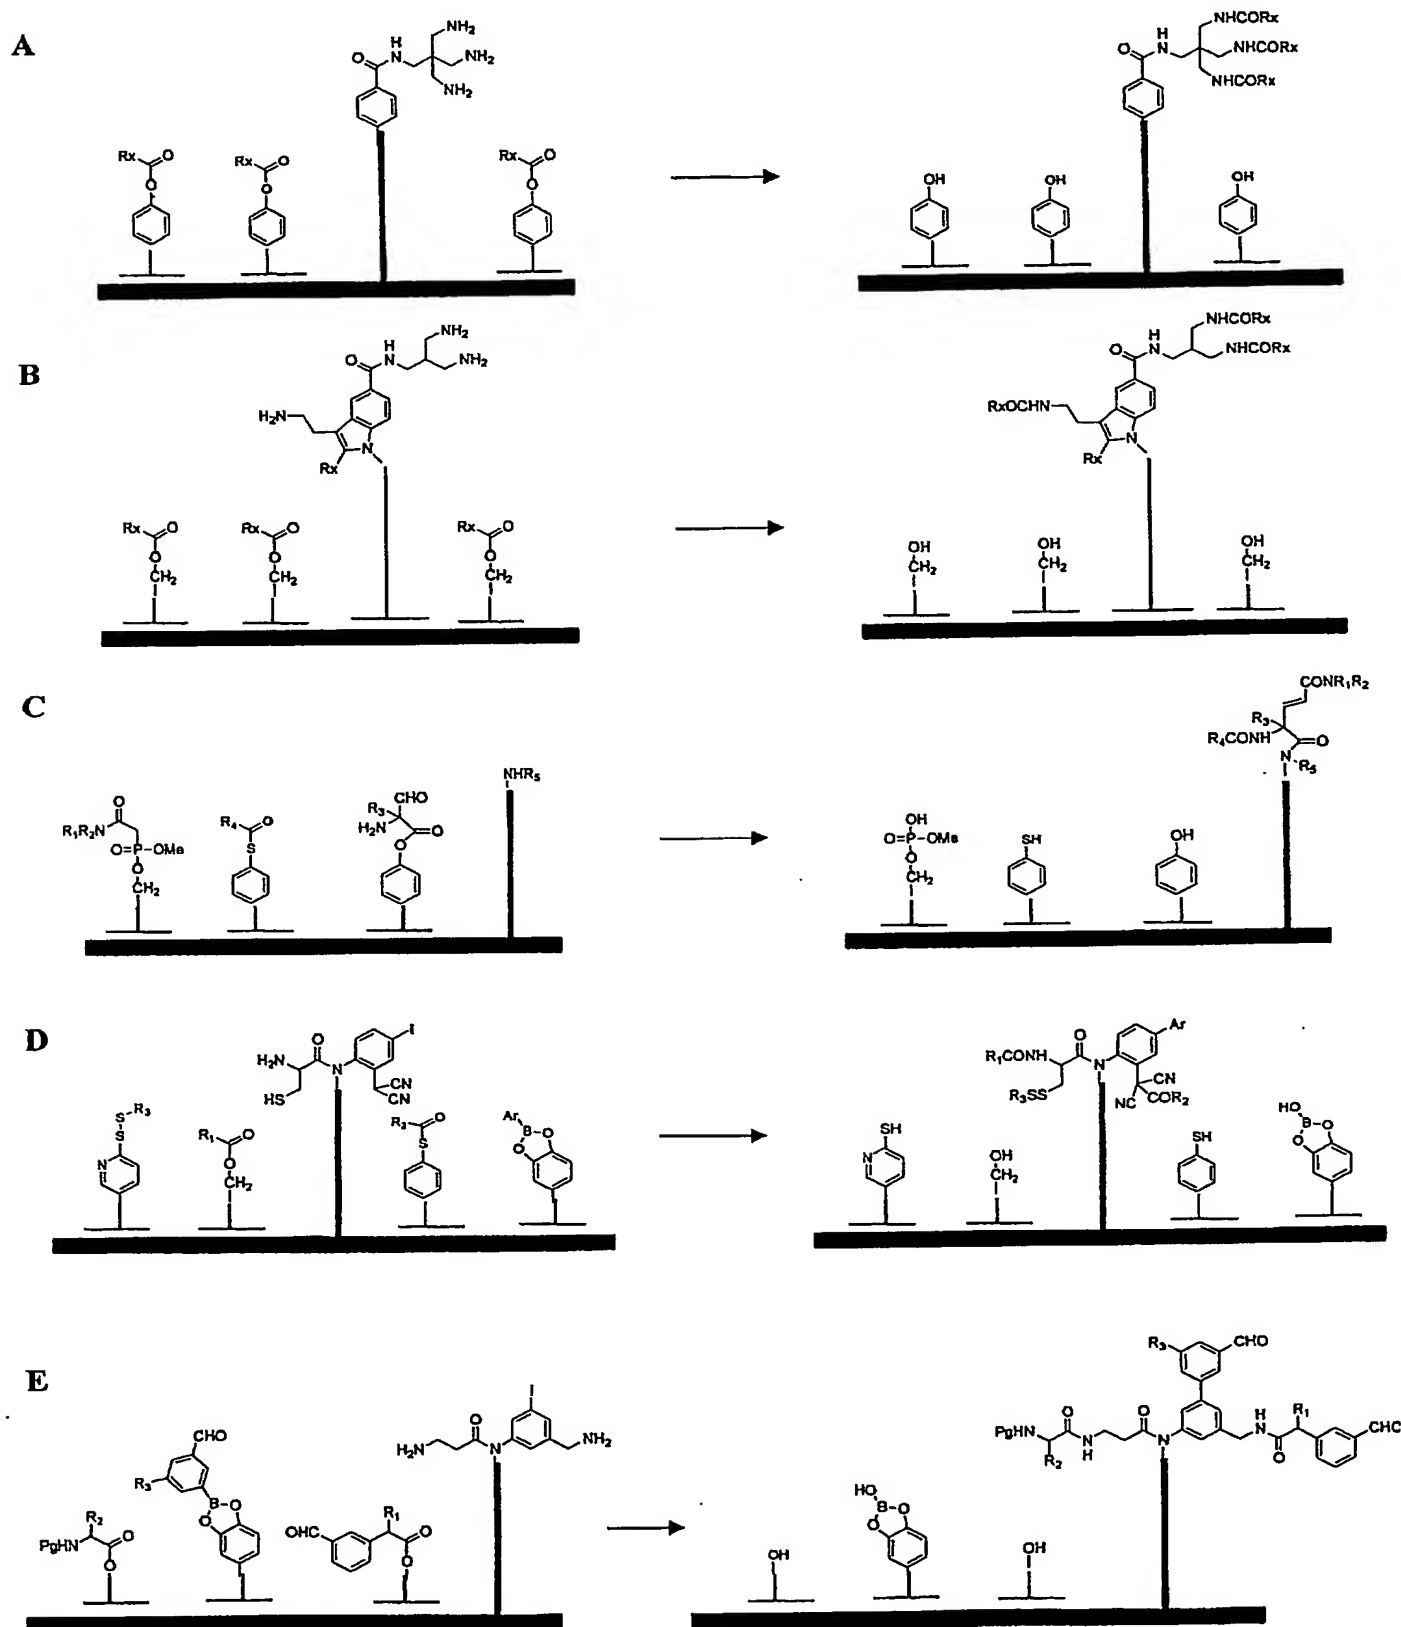 A
NH2
O
H
N
NH2
NH2
Rx
O
O
Rx
O
O
Rx
O
O
NHCORx
O
H
N
NHCORx
NHCORx
OH
OH
OH
B
NH2
H
O
N
NH2
H2N
N
Rx
Rx
O
O
CH2
Rx
O
O
CH2
Rx
O
O
CH2
NHCORx
H
O
N
NHCORx
RxOCHN
N
Rx
OH
CH2
OH
CH2
OH
CH2
C
O
R1R2N
O=P-OMe
O
CH2
R4
O
S
CHO
R3
H2N
O
O
NHR5
CONR1R2
R3
R4CONH
O
N
R5
OH
O=P-OMe
O
CH2
SH
OH
D
S-R3
S
N
R1
O
O
CH2
H2N
O
N
I
CN
CN
HS
R2
O
S
Ar
B-O
O
Ar
O
R1CONH
N
CN
R3SS
NC
COR2
SH
N
OH
CH2
SH
HO
B-O
O
E
CHO
R3
B-O
O
R2
PgHN
O
O
OHC
R1
O
O
I
O
H2N
N
NH2
R3
CHO
O
PgHN
R2
N
H
O
N
H
N
O
R1
CHO
OH
HO
B-O
O
OH